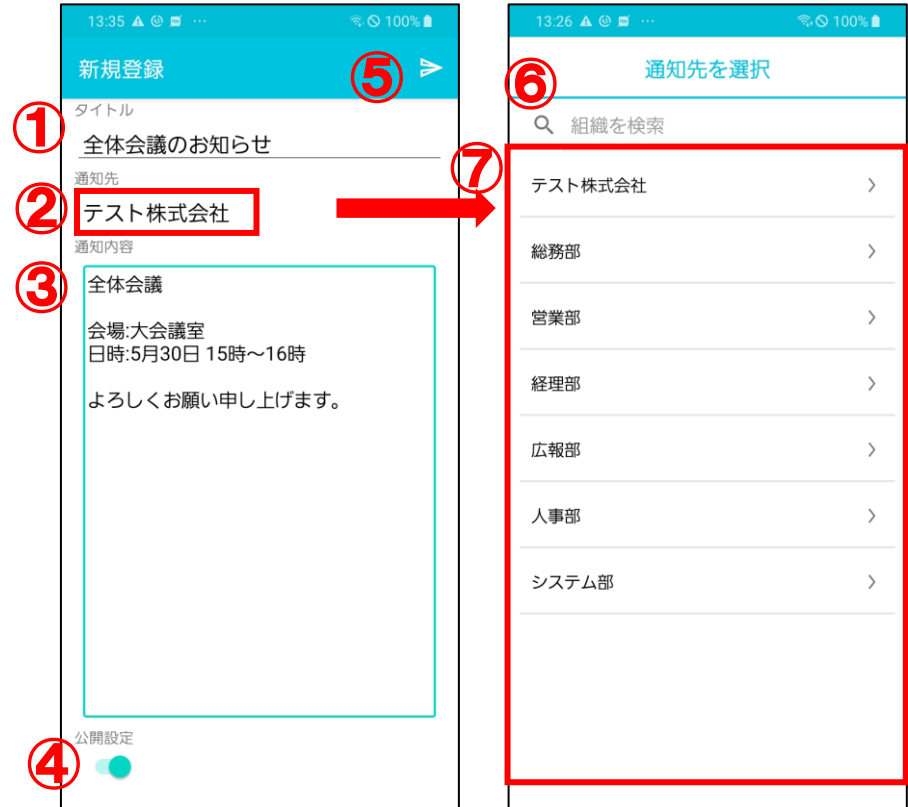 13:35 100%
新規登録
⑤
①
タイトル
全体会議のお知らせ
通知先
②
テスト株式会社
通知内容
③
全体会議
会場:大会議室
日時:5月30日 15時～16時
よろしくお願い申し上げます。
公開設定
④
13:26 100%
通知先を選択
⑥
組織を検索
⑦
テスト株式会社
総務部
営業部
経理部
広報部
人事部
システム部